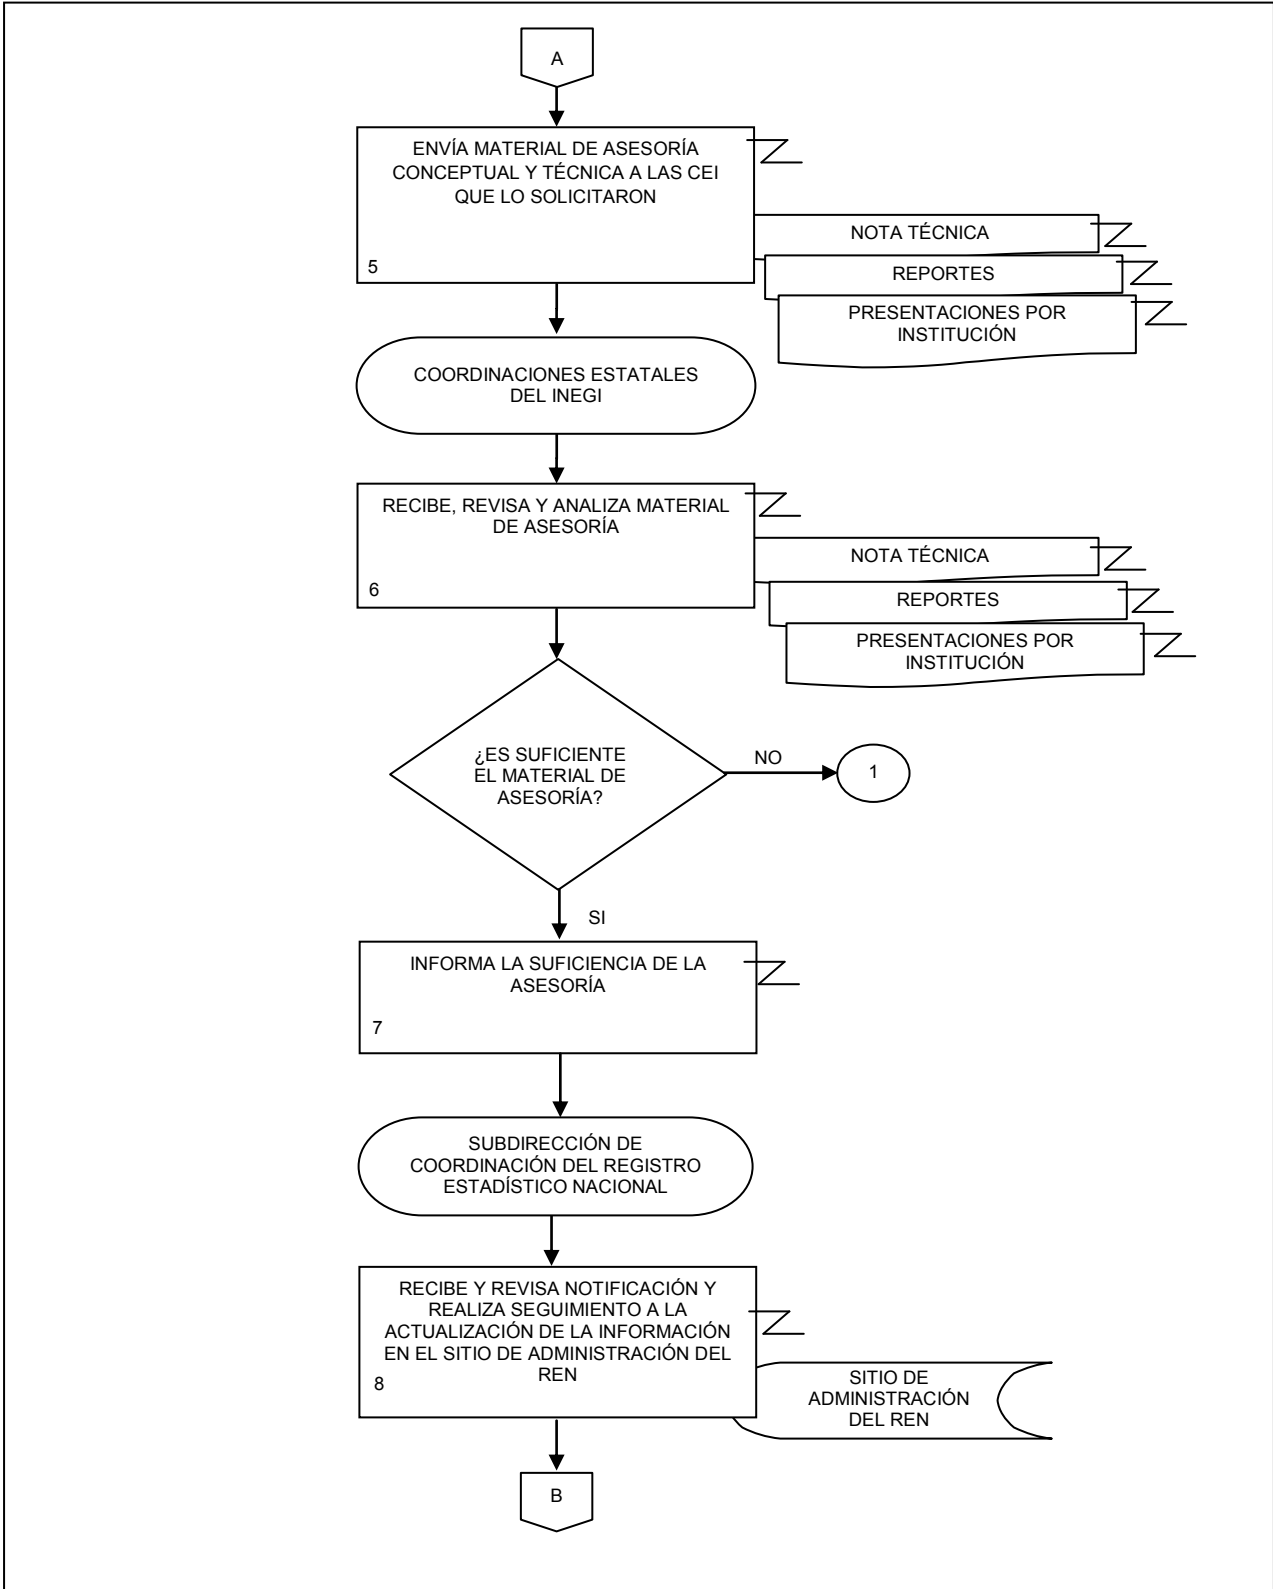 A
ENVÍA MATERIAL DE ASESORÍA
CONCEPTUAL Y TÉCNICA A LAS CEI
QUE LO SOLICITARON
5
NOTA TÉCNICA
REPORTES
PRESENTACIONES POR
INSTITUCIÓN
COORDINACIONES ESTATALES
DEL INEGI
RECIBE, REVISA Y ANALIZA MATERIAL
DE ASESORÍA
6
NOTA TÉCNICA
REPORTES
PRESENTACIONES POR
INSTITUCIÓN
¿ES SUFICIENTE
EL MATERIAL DE
ASESORÍA?
NO
1
SI
INFORMA LA SUFICIENCIA DE LA
ASESORÍA
7
SUBDIRECCIÓN DE
COORDINACIÓN DEL REGISTRO
ESTADÍSTICO NACIONAL
RECIBE Y REVISA NOTIFICACIÓN Y
REALIZA SEGUIMIENTO A LA
ACTUALIZACIÓN DE LA INFORMACIÓN
EN EL SITIO DE ADMINISTRACIÓN DEL
REN
8
SITIO DE
ADMINISTRACIÓN
DEL REN
B